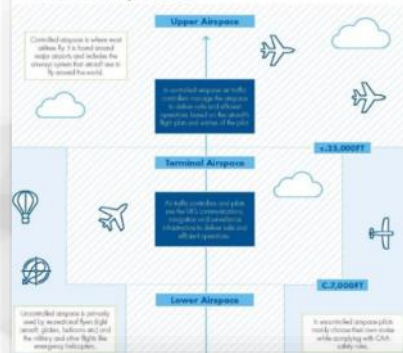 Upper Airspace
Controlled airspace is where most
airlines fly. It is found around
major airports and includes the
airways system that aircraft use to
fly around the world.
In controlled airspace air traffic
controllers manage the airspace
to deliver safe and efficient
operations based on the aircraft's
flight plan and wishes of the pilot.
c.25,000FT
Terminal Airspace
Air traffic controllers and pilots
use the UK's communications,
navigation and surveillance
infrastructure to deliver safe and
efficient operations.
C.7,000FT
Lower Airspace
Uncontrolled airspace is primarily
used by recreational flyers (light
aircraft, gliders, balloons etc) and
the military and other flights like
emergency helicopters.
In uncontrolled airspace pilots
mainly choose their own routes
while complying with CAA
safety rules.